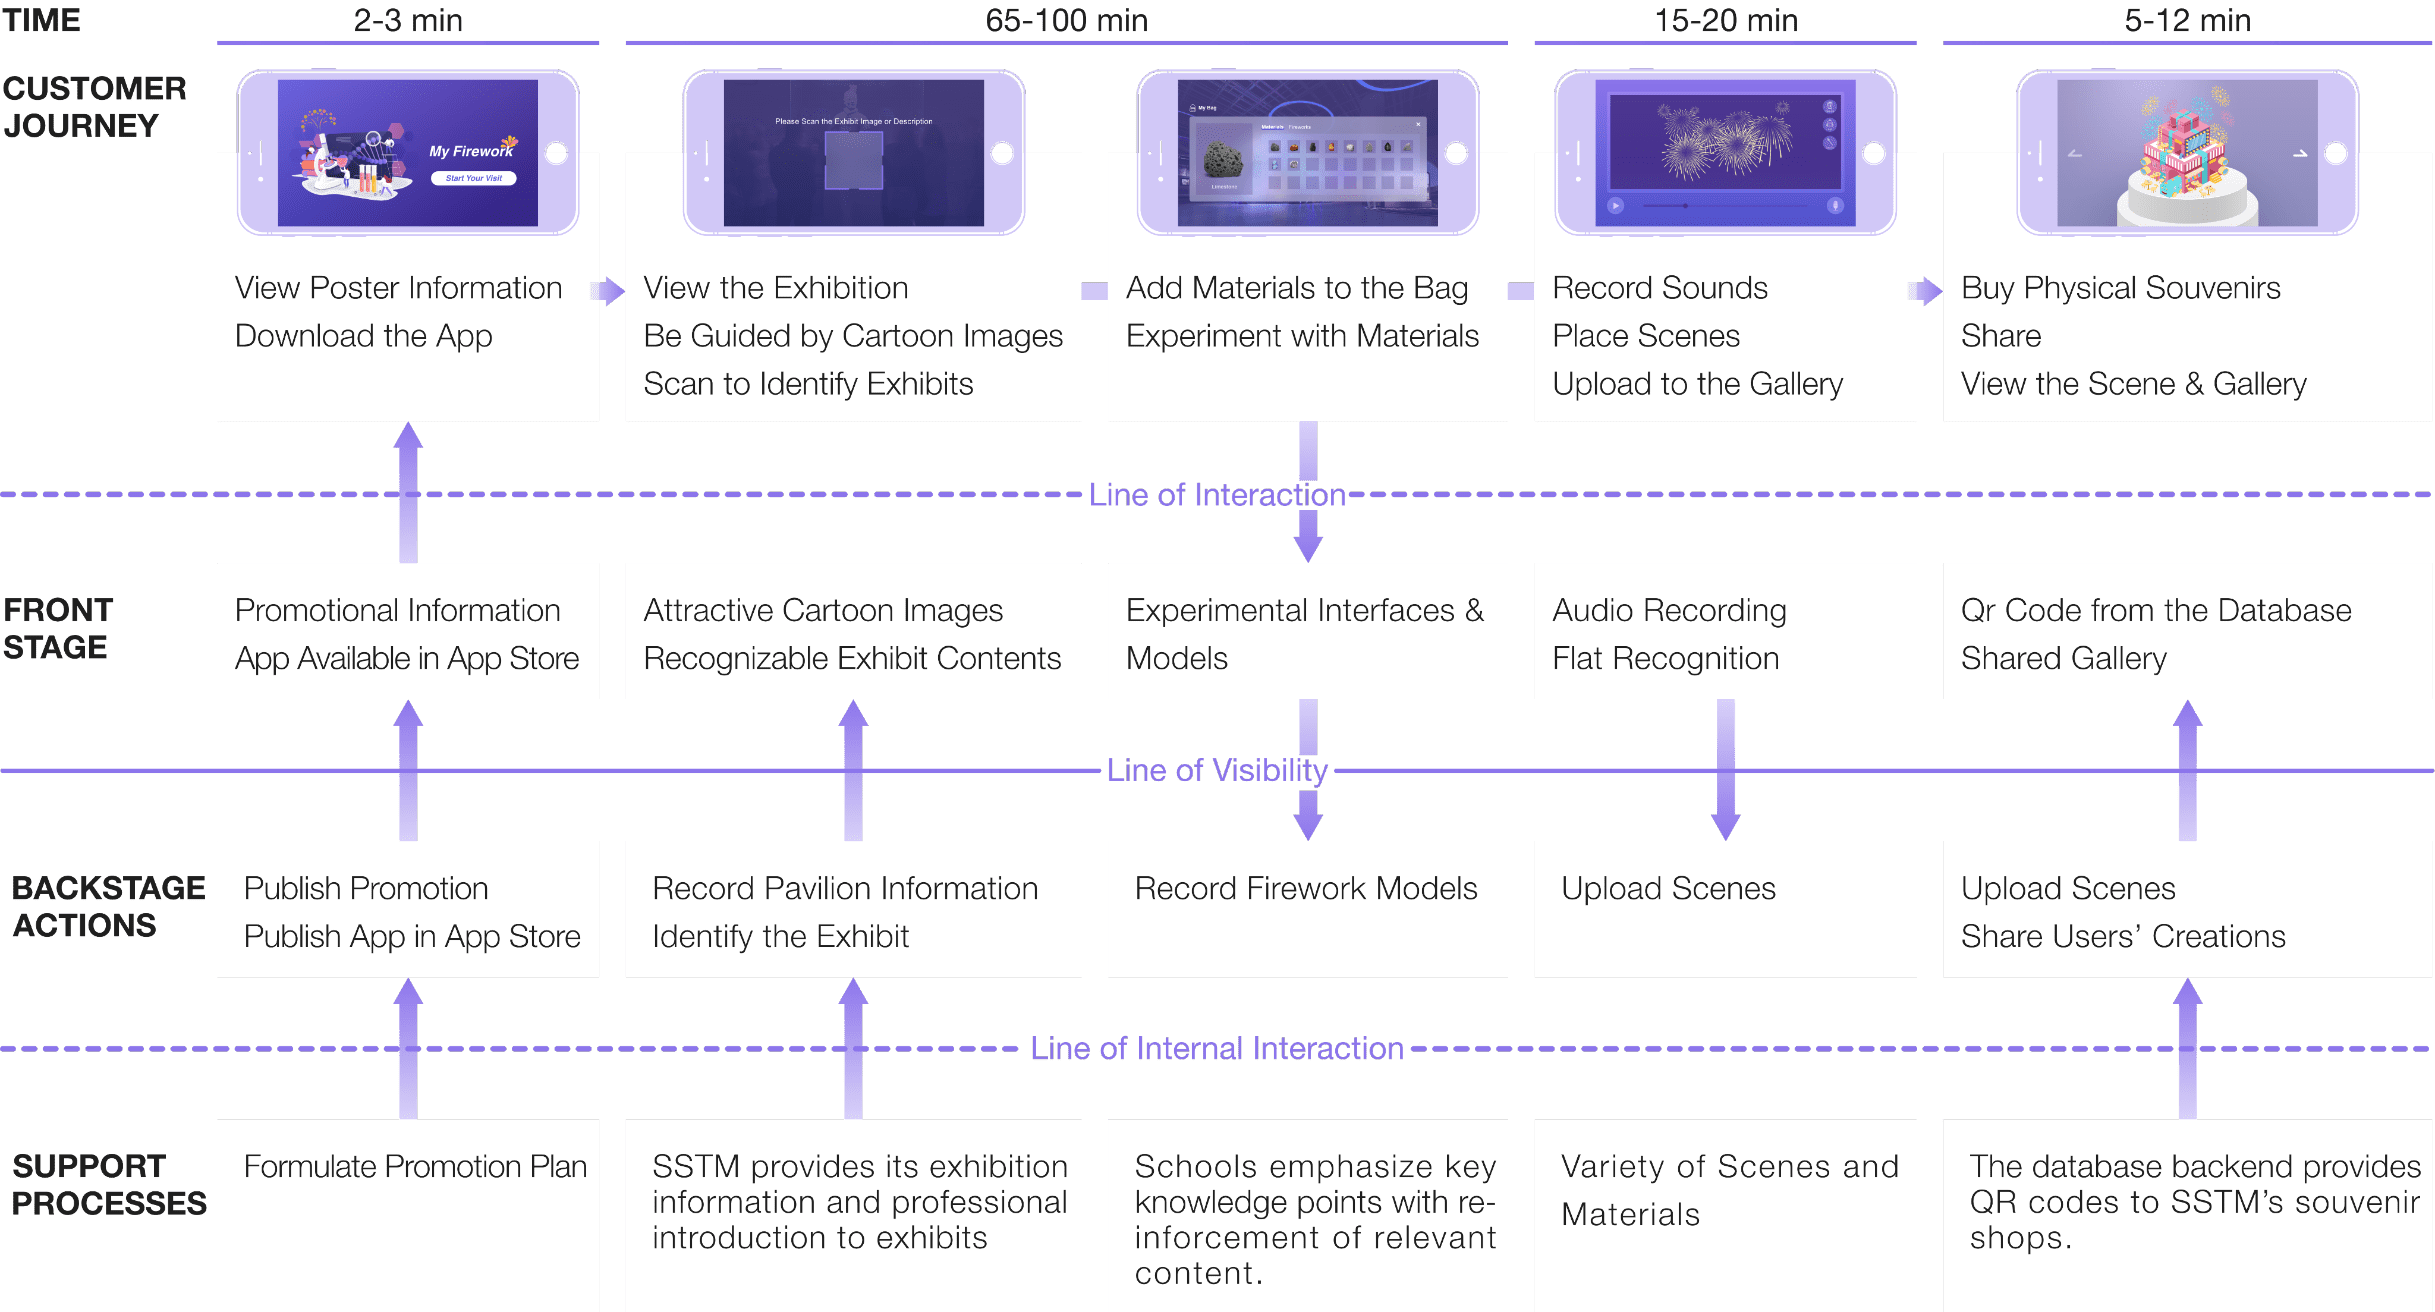 TIME
2-3 min
65-100 min
15-20 min
5-12 min
CUSTOMER
JOURNEY
My Firework
Start Your Visit
Please Scan the Exhibit Image or Description
My Bag
Materials Fireworks
Limestone
View Poster Information
Download the App
View the Exhibition
Be Guided by Cartoon Images
Scan to Identify Exhibits
Add Materials to the Bag
Experiment with Materials
Record Sounds
Place Scenes
Upload to the Gallery
Buy Physical Souvenirs
Share
View the Scene & Gallery
Line of Interaction
FRONT
STAGE
Promotional Information
App Available in App Store
Attractive Cartoon Images
Recognizable Exhibit Contents
Experimental Interfaces &
Models
Audio Recording
Flat Recognition
Qr Code from the Database
Shared Gallery
Line of Visibility
BACKSTAGE
ACTIONS
Publish Promotion
Publish App in App Store
Record Pavilion Information
Identify the Exhibit
Record Firework Models
Upload Scenes
Upload Scenes
Share Users’ Creations
Line of Internal Interaction
SUPPORT
PROCESSES
Formulate Promotion Plan
SSTM provides its exhibition
information and professional
introduction to exhibits
Schools emphasize key
knowledge points with re-
inforcement of relevant
content.
Variety of Scenes and
Materials
The database backend provides
QR codes to SSTM’s souvenir
shops.